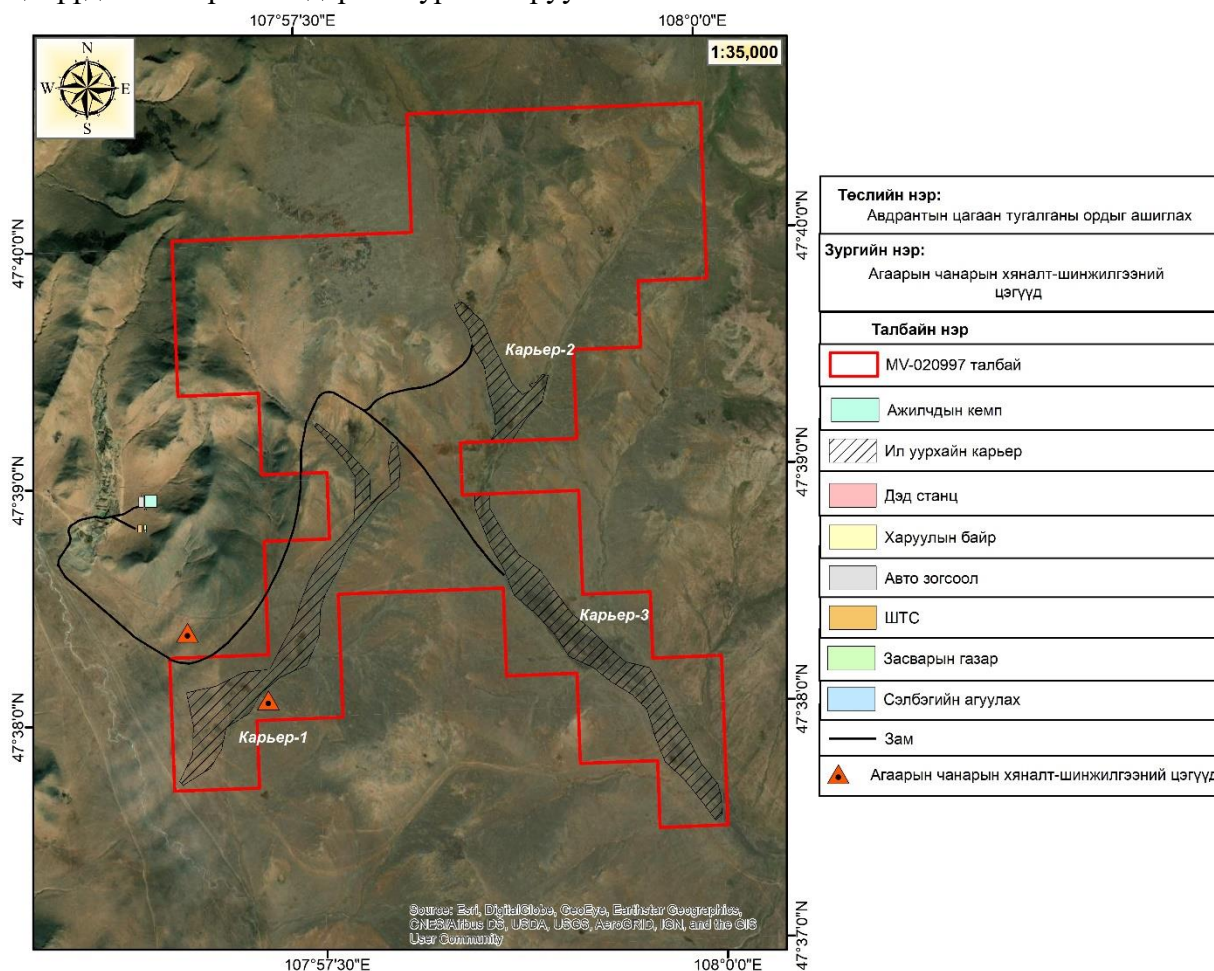 107°57'30"E
108°0'0"E
N
W
E
S
1:35,000
47°40'0"N
47°39'0"N
47°38'0"N
47°40'0"N
47°39'0"N
47°38'0"N
47°37'0"N
Карьер-2
Карьер-3
Карьер-1
Source: Esri, DigitalGlobe, GeoEye, Earthstar Geographics,
CNES/Airbus DS, USDA, USGS, AeroGRID, IGN, and the GIS
User Community
107°57'30"E
108°0'0"E
Төслийн нэр:
Авдрантын цагаан тугалганы ордыг ашиглах
Зургийн нэр:
Агаарын чанарын хяналт-шинжилгээний
цэгүүд
Талбайн нэр
MV-020997 талбай
Ажилчдын кемп
Ил уурхайн карьер
Дэд станц
Харуулын байр
Авто зогсоол
ШТС
Засварын газар
Сэлбэгийн агуулах
Зам
Агаарын чанарын хяналт-шинжилгээний цэгүүд